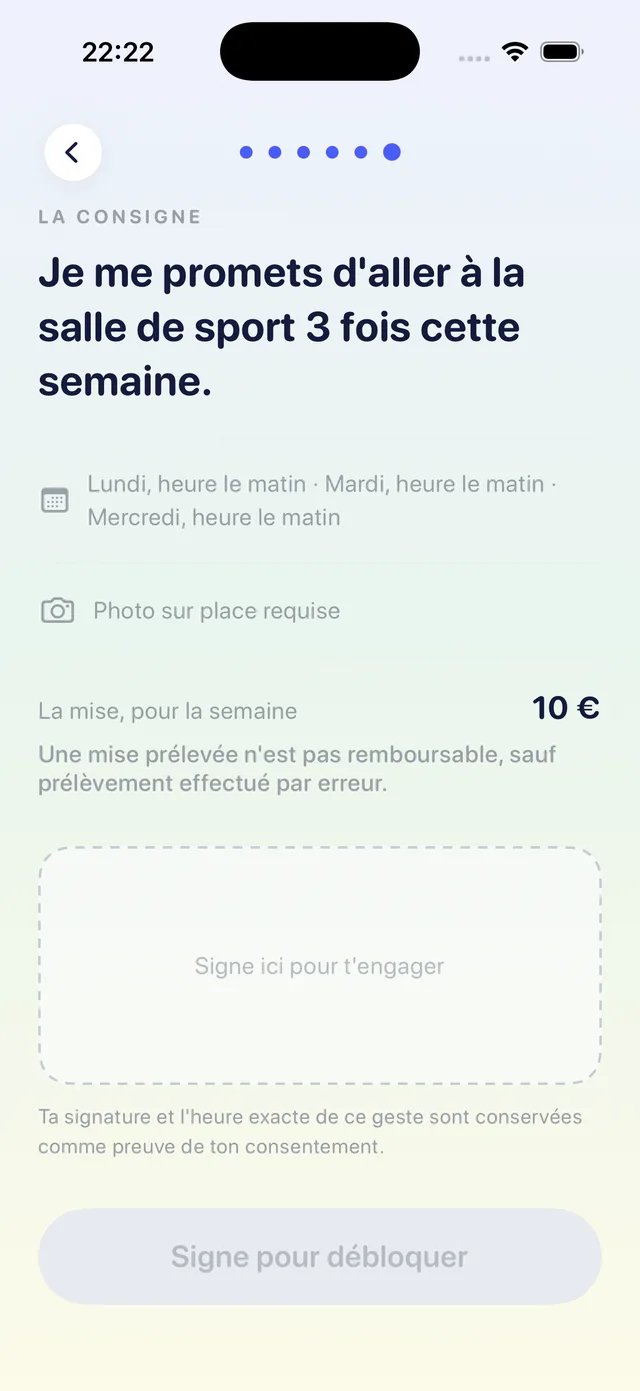 22:22
LA CONSIGNE
Je me promets d'aller à la
salle de sport 3 fois cette
semaine.
Lundi, heure le matin · Mardi, heure le matin ·
Mercredi, heure le matin
Photo sur place requise
La mise, pour la semaine
10 €
Une mise prélevée n'est pas remboursable, sauf
prélèvement effectué par erreur.
Signe ici pour t'engager
Ta signature et l'heure exacte de ce geste sont conservées
comme preuve de ton consentement.
Signe pour débloquer